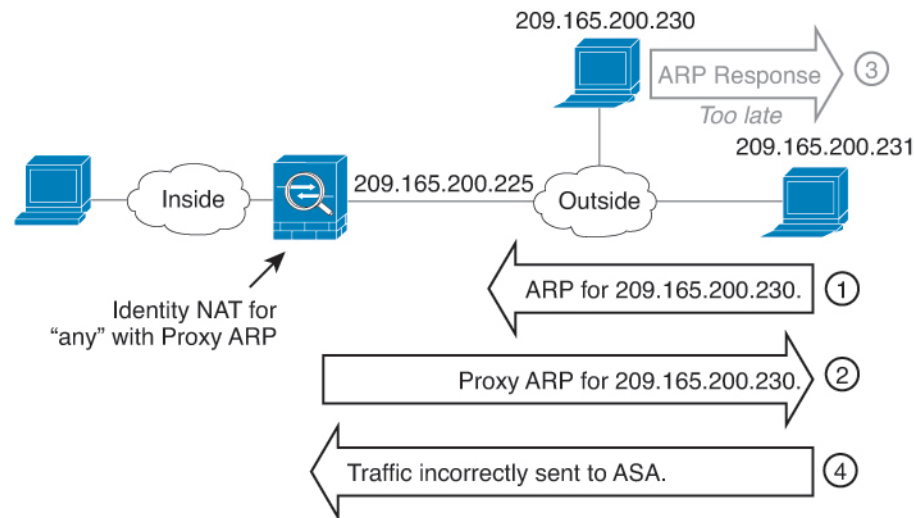 209.165.200.230
ARP Response
3
Too late
209.165.200.231
209.165.200.225
Inside
Outside
ARP for 209.165.200.230.
1
Identity NAT for
“any” with Proxy ARP
Proxy ARP for 209.165.200.230.
2
Traffic incorrectly sent to ASA.
4